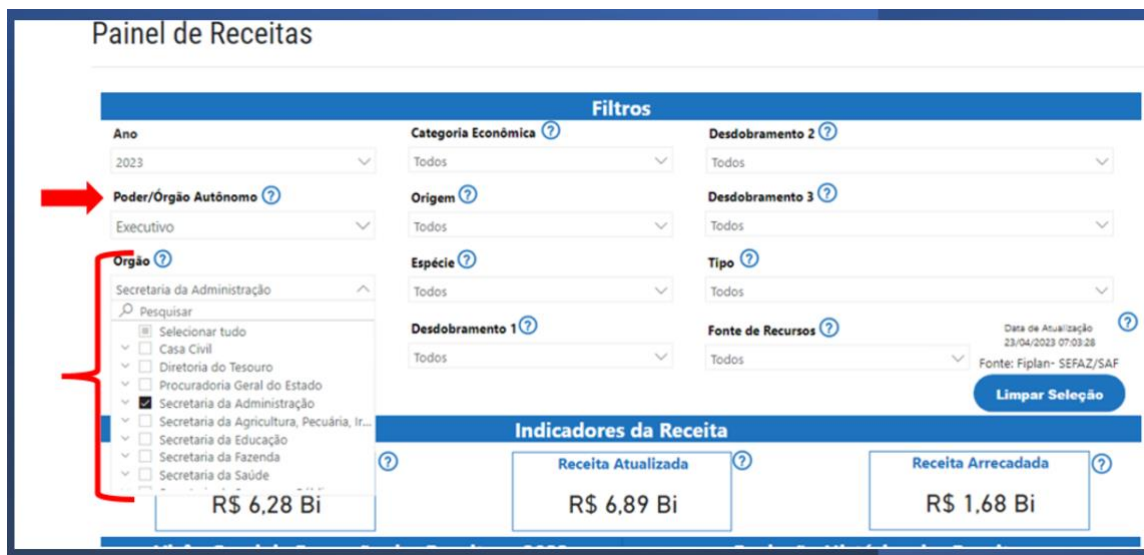 Painel de Receitas
Filtros
Ano
2023
Poder/Órgão Autônomo ?
Executivo
Orgão ?
Secretaria da Administração
Pesquisar
Selecionar tudo
Casa Civil
Diretoria do Tesouro
Procuradoria Geral do Estado
Secretaria da Administração
Secretaria da Agricultura, Pecuária, Ir...
Secretaria da Educação
Secretaria da Fazenda
Secretaria da Saúde
Categoria Econômica ?
Todos
Origem ?
Todos
Espécie ?
Todos
Desdobramento 1 ?
Todos
Desdobramento 2 ?
Todos
Desdobramento 3 ?
Todos
Tipo ?
Todos
Fonte de Recursos ?
Todos
Data de Atualização ?
23/04/2023 07:03:28
Fonte: Fiplan- SEFAZ/SAF
Limpar Seleção
Indicadores da Receita
?
R$ 6,28 Bi
Receita Atualizada ?
R$ 6,89 Bi
Receita Arrecadada ?
R$ 1,68 Bi